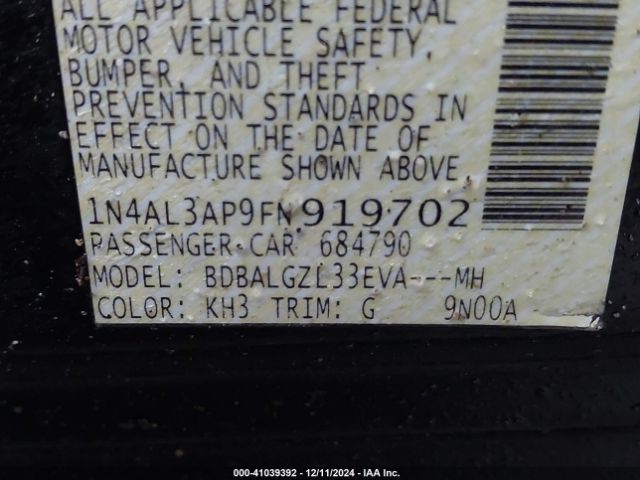 ALL APPLICABLE FEDERAL
MOTOR VEHICLE SAFETY,
BUMPER, AND THEFT
PREVENTION STANDARDS IN
EFFECT ON THE DATE OF
MANUFACTURE SHOWN ABOVE.
1N4AL3AP9FN919702
PASSENGER CAR 684790
MODEL: BDBALGZL33EVA---MH
COLOR: KH3 TRIM: G 9N00A
000-41039392 - 12/11/2024 - IAA Inc.